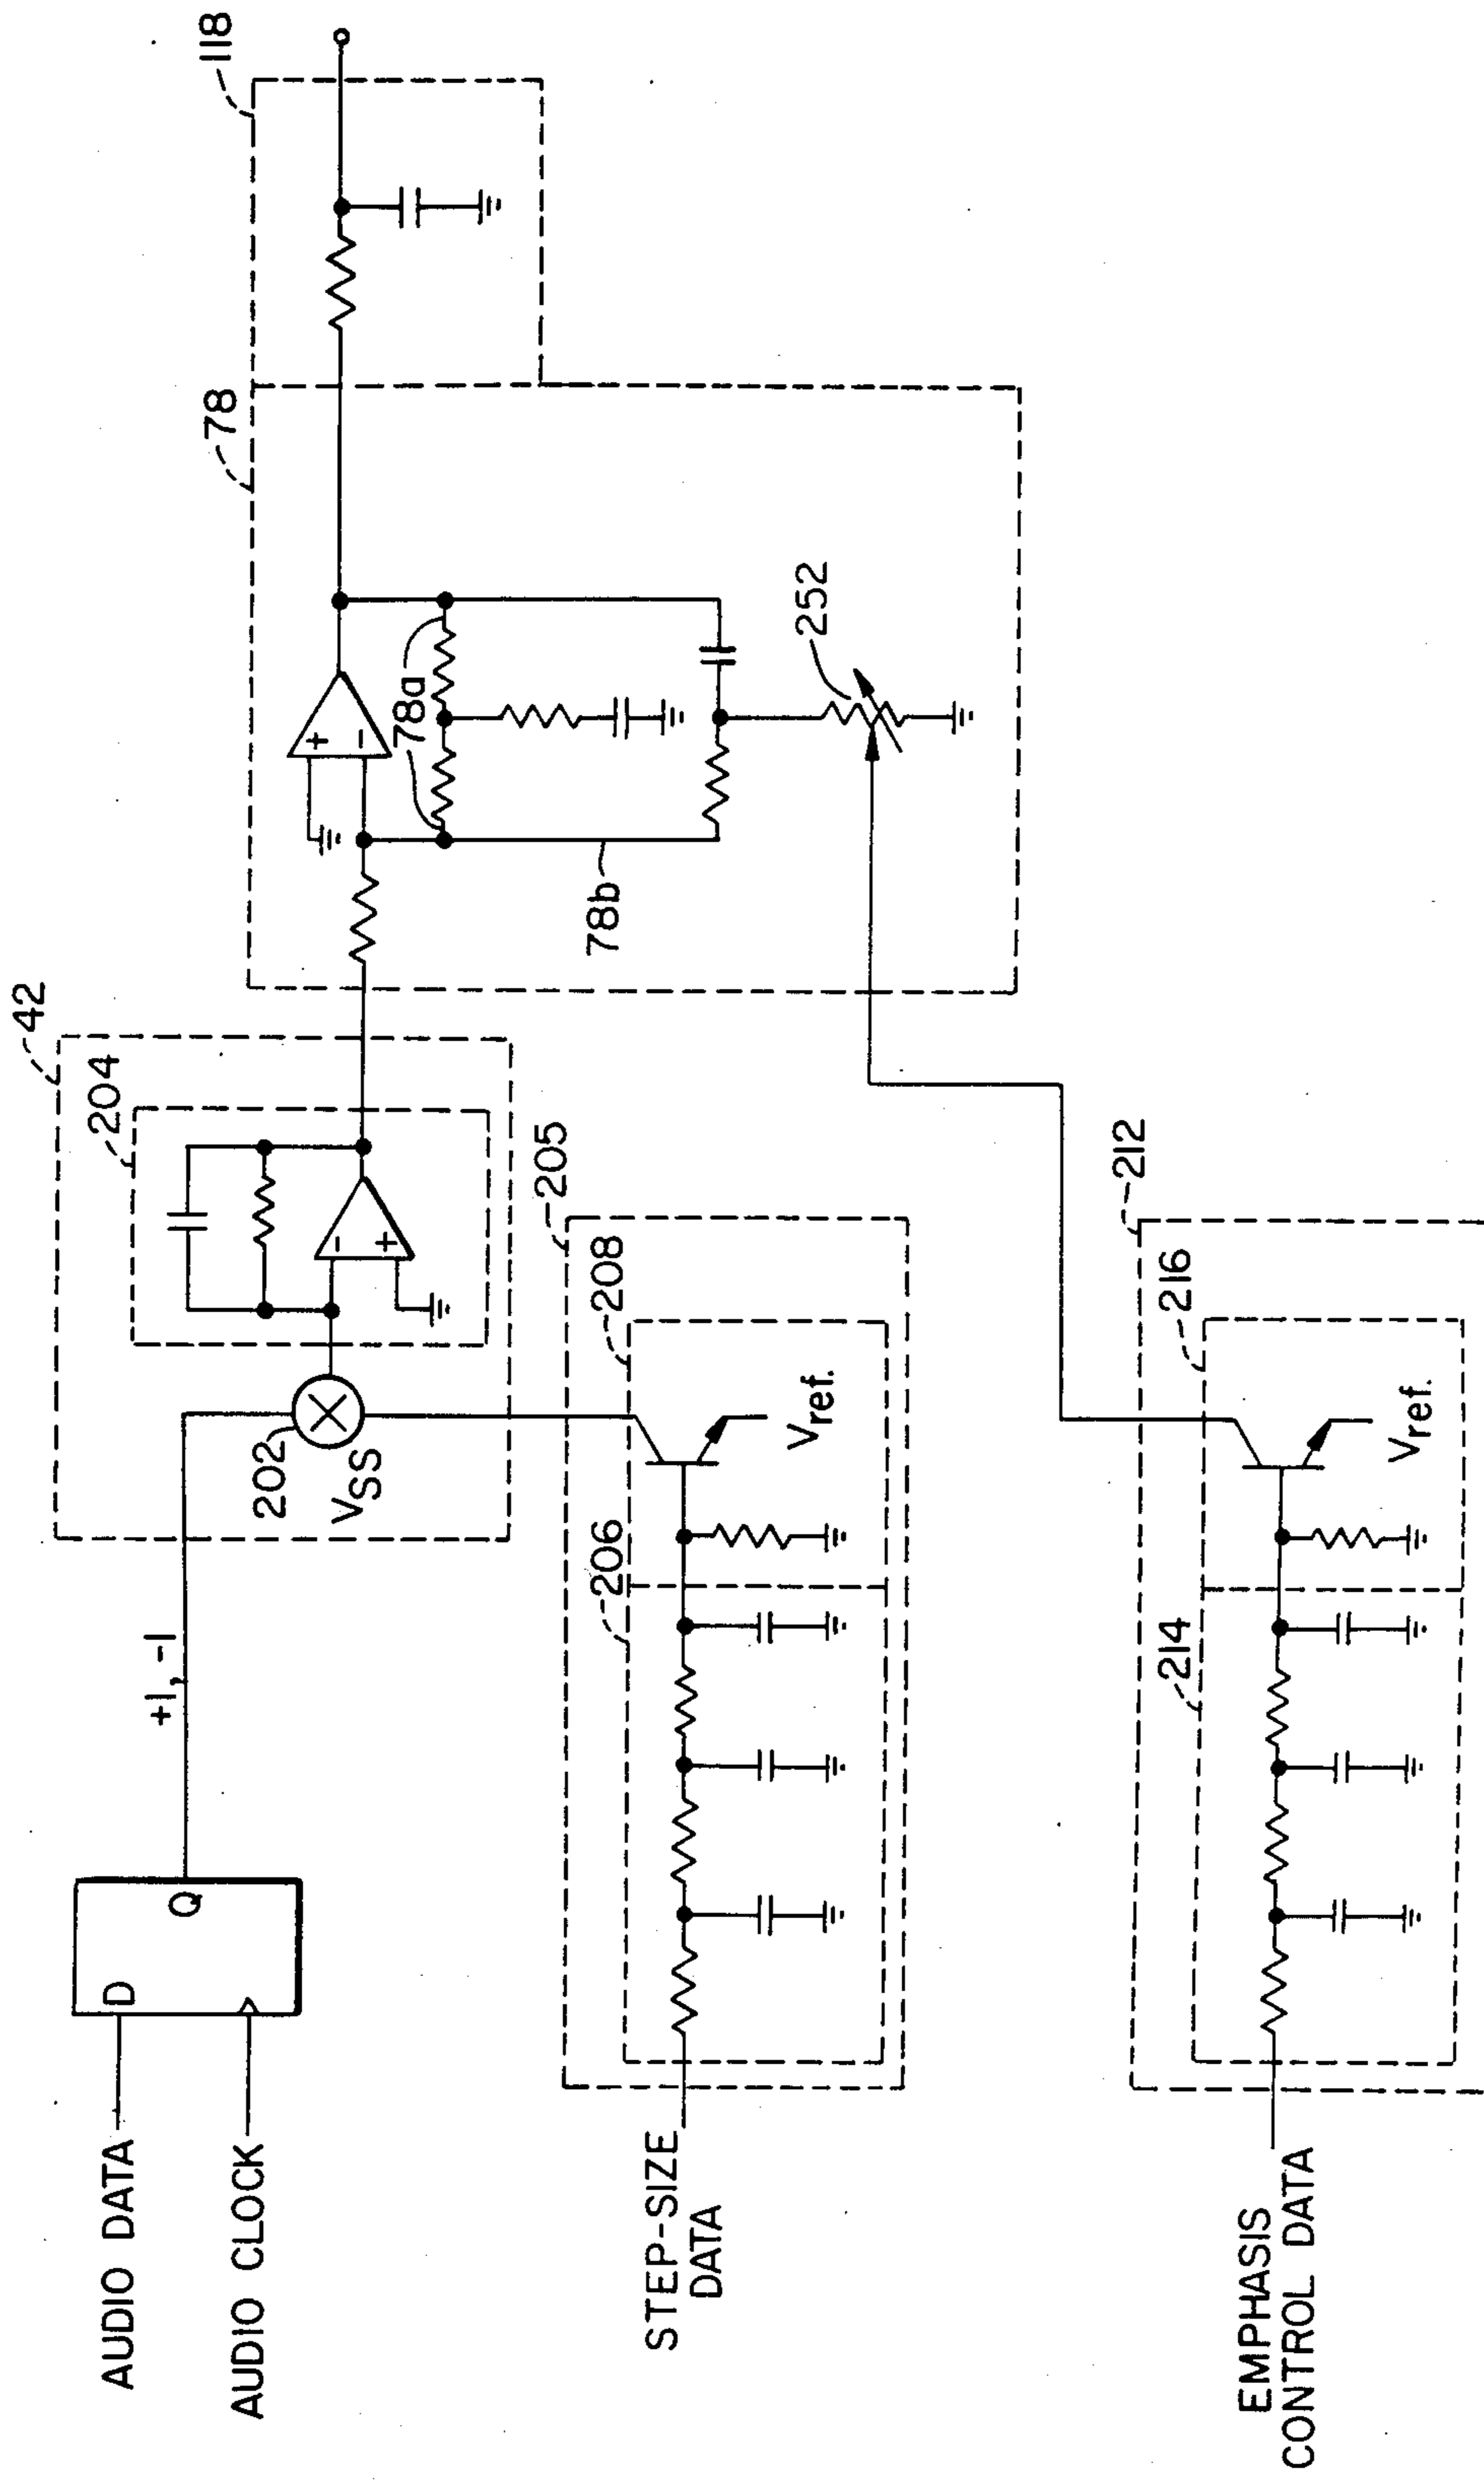 AUDIO DATA
AUDIO CLOCK
D
Q
+1, -1
42
204
-
+
202
VSS
78
118
+
-
78a
78b
252
STEP-SIZE
DATA
205
206
208
Vref.
EMPHASIS
CONTROL DATA
212
214
216
Vref.